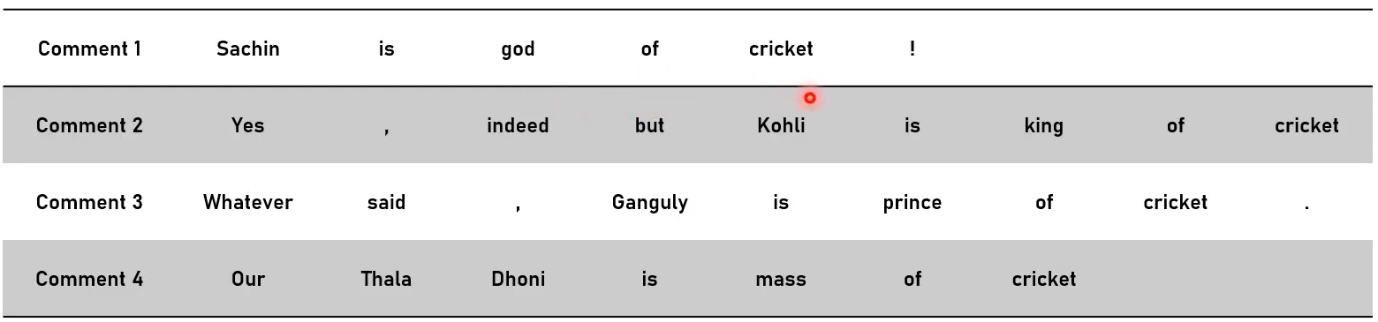 Comment 1 Sachin is god of cricket !
Comment 2 Yes , indeed but Kohli is king of cricket
Comment 3 Whatever said , Ganguly is prince of cricket .
Comment 4 Our Thala Dhoni is mass of cricket